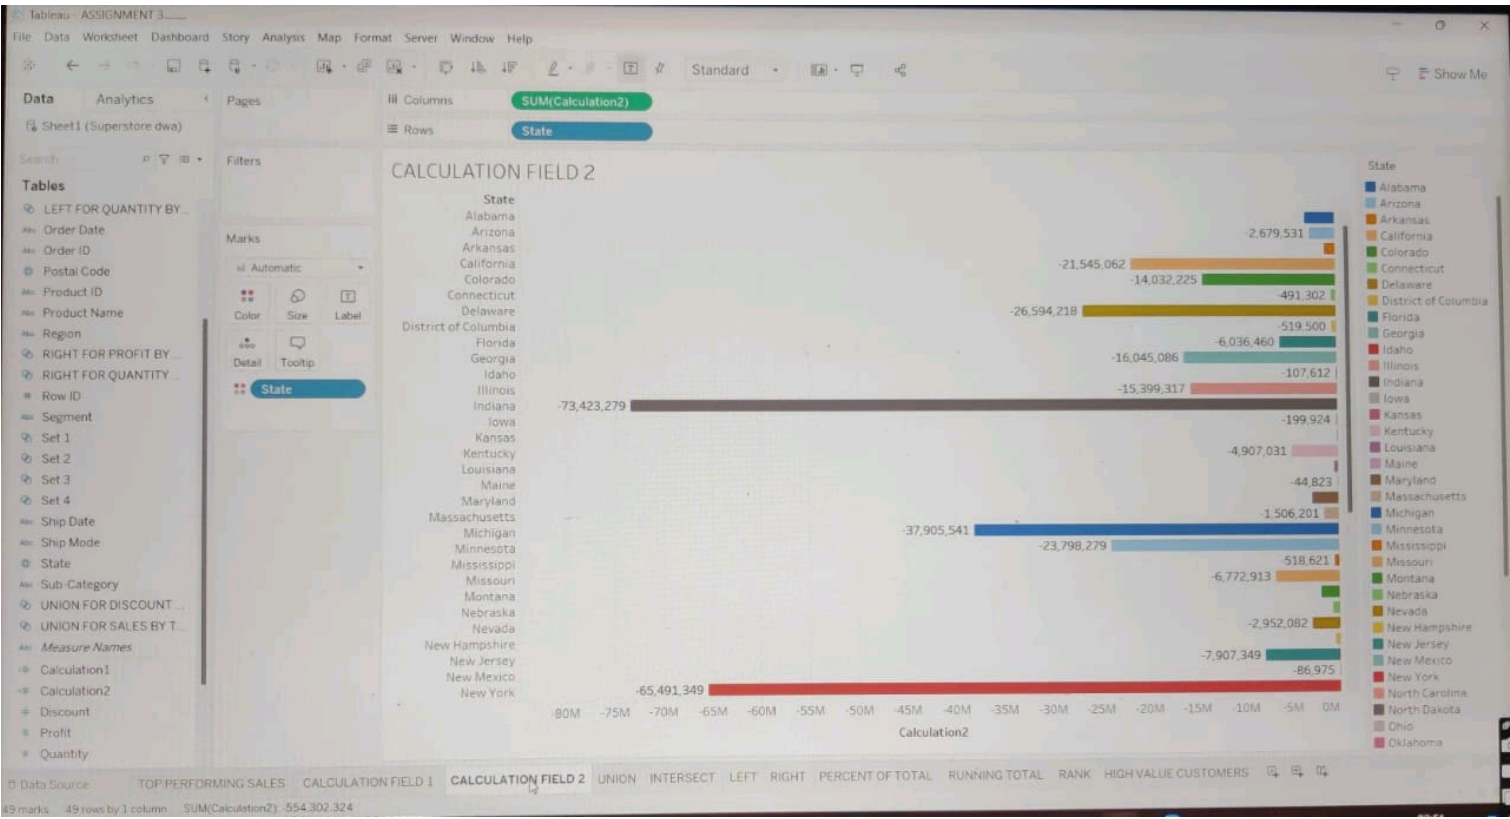 Tableau - ASSIGNMENT 3
File Data Worksheet Dashboard Story Analysis Map Format Server Window Help
Standard
Show Me
Data Analytics
Sheet1 (Superstore dwa)
Search
Tables
LEFT FOR QUANTITY BY...
Abc Order Date
Abc Order ID
Postal Code
Abc Product ID
Abc Product Name
Abc Region
RIGHT FOR PROFIT BY ...
RIGHT FOR QUANTITY ...
# Row ID
Abc Segment
Set 1
Set 2
Set 3
Set 4
Abc Ship Date
Abc Ship Mode
State
Abc Sub-Category
UNION FOR DISCOUNT ...
UNION FOR SALES BY T...
Abc Measure Names
=# Calculation1
=# Calculation2
# Discount
# Profit
# Quantity
Pages
Filters
Marks
Automatic
Color Size Label
Detail Tooltip
State
Columns SUM(Calculation2)
Rows State
CALCULATION FIELD 2
State
Alabama
Arizona -2,679,531
Arkansas
California -21,545,062
Colorado -14,032,225
Connecticut -491,302
Delaware -26,594,218
District of Columbia -519,500
Florida -6,036,460
Georgia -16,045,086
Idaho -107,612
Illinois -15,399,317
Indiana -73,423,279
Iowa -199,924
Kansas
Kentucky -4,907,031
Louisiana
Maine -44,823
Maryland
Massachusetts -1,506,201
Michigan -37,905,541
Minnesota -23,798,279
Mississippi -518,621
Missouri -6,772,913
Montana
Nebraska
Nevada -2,952,082
New Hampshire
New Jersey -7,907,349
New Mexico -86,975
New York -65,491,349
-80M -75M -70M -65M -60M -55M -50M -45M -40M -35M -30M -25M -20M -15M -10M -5M 0M
Calculation2
State
Alabama
Arizona
Arkansas
California
Colorado
Connecticut
Delaware
District of Columbia
Florida
Georgia
Idaho
Illinois
Indiana
Iowa
Kansas
Kentucky
Louisiana
Maine
Maryland
Massachusetts
Michigan
Minnesota
Mississippi
Missouri
Montana
Nebraska
Nevada
New Hampshire
New Jersey
New Mexico
New York
North Carolina
North Dakota
Ohio
Oklahoma
Data Source TOP PERFORMING SALES CALCULATION FIELD 1 CALCULATION FIELD 2 UNION INTERSECT LEFT RIGHT PERCENT OF TOTAL RUNNING TOTAL RANK HIGH VALUE CUSTOMERS
49 marks 49 rows by 1 column SUM(Calculation2): -554,302,324